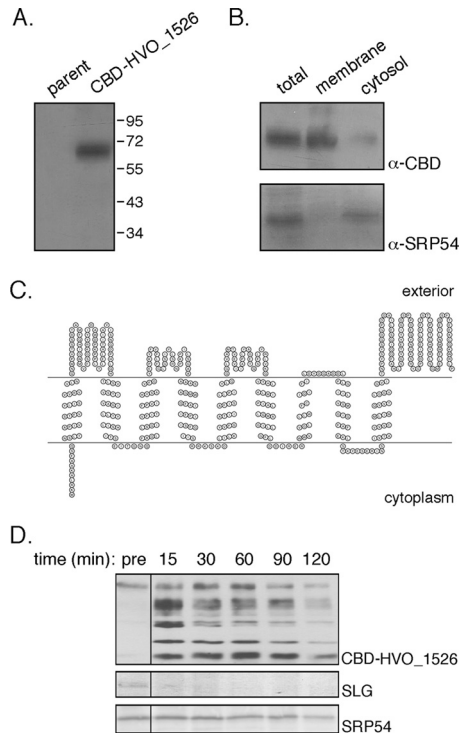 A.
parent
CBD-HVO_1526
-95
-72
-55
-43
-34
B.
total
membrane
cytosol
α-CBD
α-SRP54
C.
exterior
cytoplasm
D.
time (min): pre 15 30 60 90 120
CBD-HVO_1526
SLG
SRP54